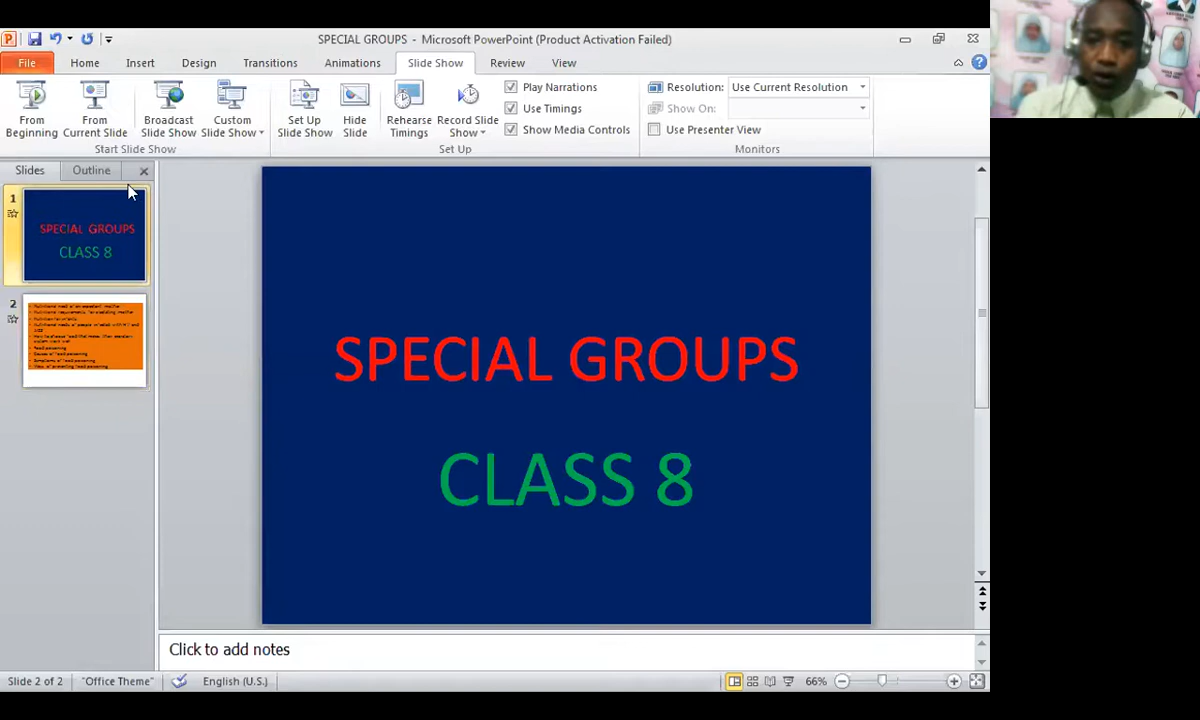 SPECIAL GROUPS - Microsoft PowerPoint (Product Activation Failed)
File Home Insert Design Transitions Animations Slide Show Review View
From Beginning
From Current Slide
Broadcast Slide Show
Custom Slide Show
Set Up Slide Show
Hide Slide
Rehearse Timings
Record Slide Show
Play Narrations
Use Timings
Show Media Controls
Resolution: Use Current Resolution
Show On:
Use Presenter View
Start Slide Show
Set Up
Monitors
Slides Outline
1
SPECIAL GROUPS
CLASS 8
2
SPECIAL GROUPS
CLASS 8
Click to add notes
Slide 2 of 2 "Office Theme" English (U.S.) 66%